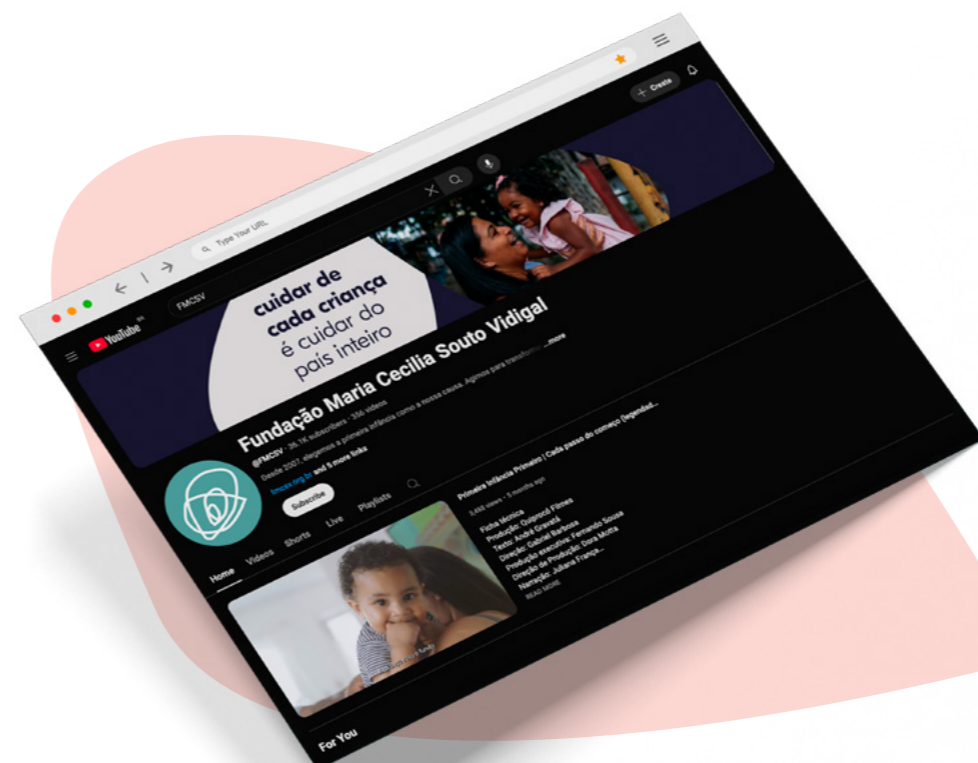 Type Your URL
YouTube BR
FMCSV
Create
cuidar de
cada criança
é cuidar do
país inteiro
Fundação Maria Cecilia Souto Vidigal
@FMCSV · 36.1K subscribers · 356 videos
Desde 2007, elegemos a primeira infância como a nossa causa. Agimos para transformar ...more
fmcsv.org.br and 5 more links
Subscribe
Home Videos Shorts Live Playlists
Primeira Infância Primeiro | Cada passo do começo (legendad...
3,668 views · 5 months ago
Ficha técnica
Produção: Quiprocó Filmes
Texto: André Gravatá
Direção: Gabriel Barbosa
Produção executiva: Fernando Sousa
Direção de Produção: Dora Motta
Narração: Juliana França...
READ MORE
For You